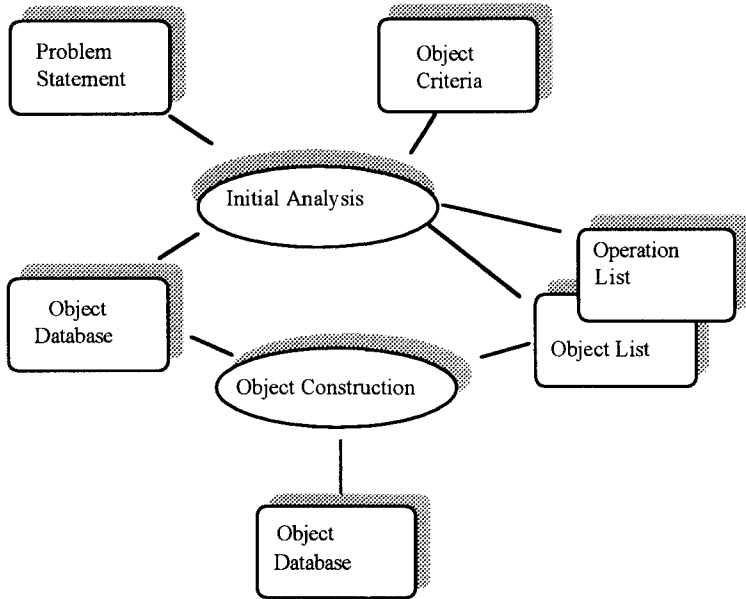 Problem
Statement
Object
Criteria
Initial Analysis
Operation
List
Object List
Object
Database
Object Construction
Object
Database